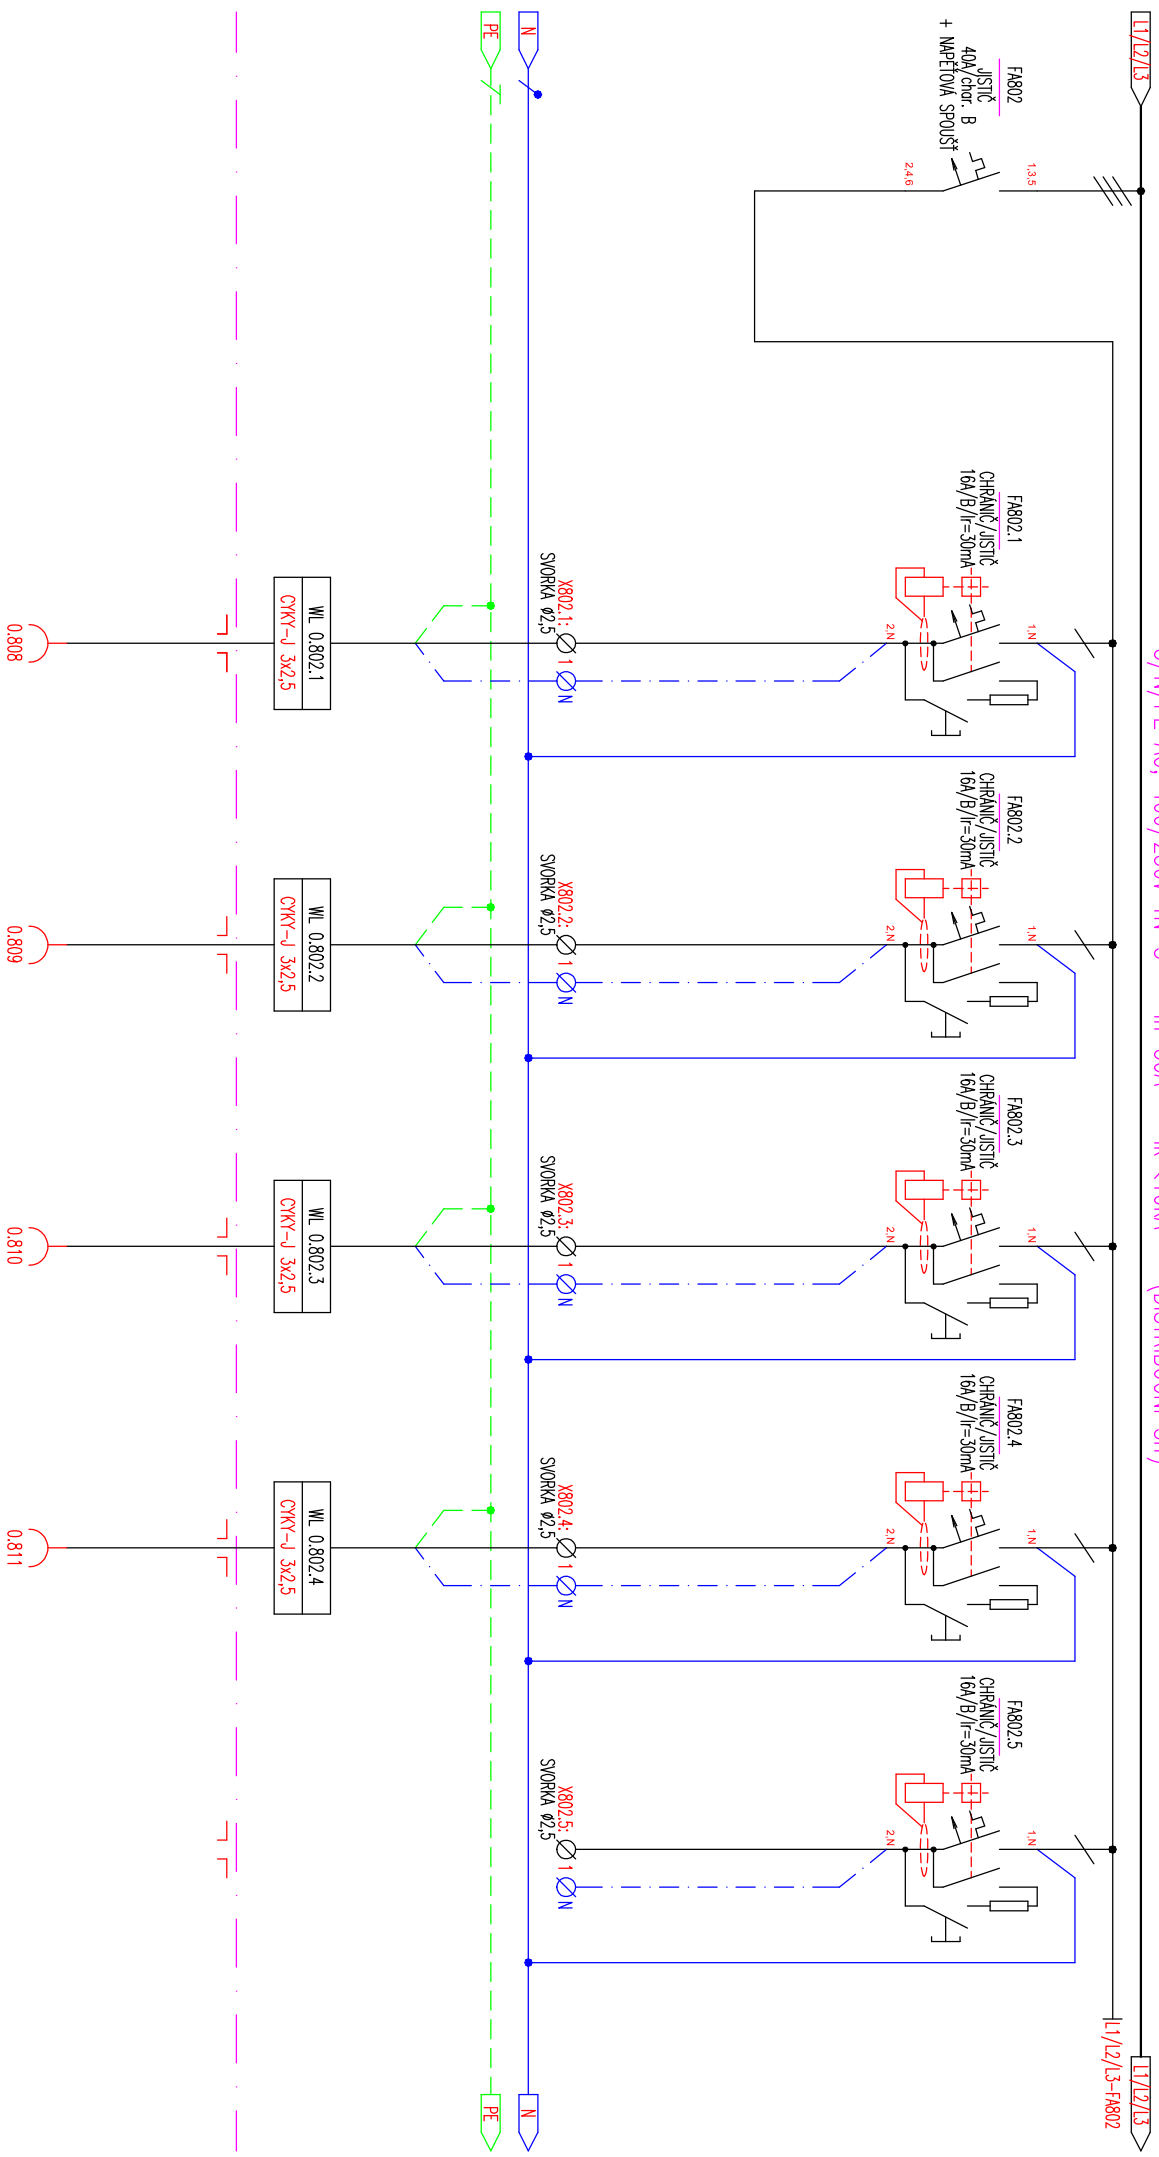 L1/L2/L3
FA802
JISTIČ
40A/char. B
+ NAPĚŤOVÁ SPOUŠŤ
1,3,5
2,4,6
N
PE
FA802.1
CHRÁNIČ/JISTIČ
16A/B/Ir=30mA
1,N
2,N
X802.1:
SVORKA Ø2,5
1
N
WL 0.802.1
CYKY-J 3x2,5
0.808
FA802.2
CHRÁNIČ/JISTIČ
16A/B/Ir=30mA
1,N
2,N
X802.2:
SVORKA Ø2,5
1
N
WL 0.802.2
CYKY-J 3x2,5
0.809
FA802.3
CHRÁNIČ/JISTIČ
16A/B/Ir=30mA
1,N
2,N
X802.3:
SVORKA Ø2,5
1
N
WL 0.802.3
CYKY-J 3x2,5
0.810
FA802.4
CHRÁNIČ/JISTIČ
16A/B/Ir=30mA
1,N
2,N
X802.4:
SVORKA Ø2,5
1
N
WL 0.802.4
CYKY-J 3x2,5
0.811
FA802.5
CHRÁNIČ/JISTIČ
16A/B/Ir=30mA
1,N
2,N
X802.5:
SVORKA Ø2,5
1
N
L1/L2/L3
L1/L2/L3-FA802
N
PE